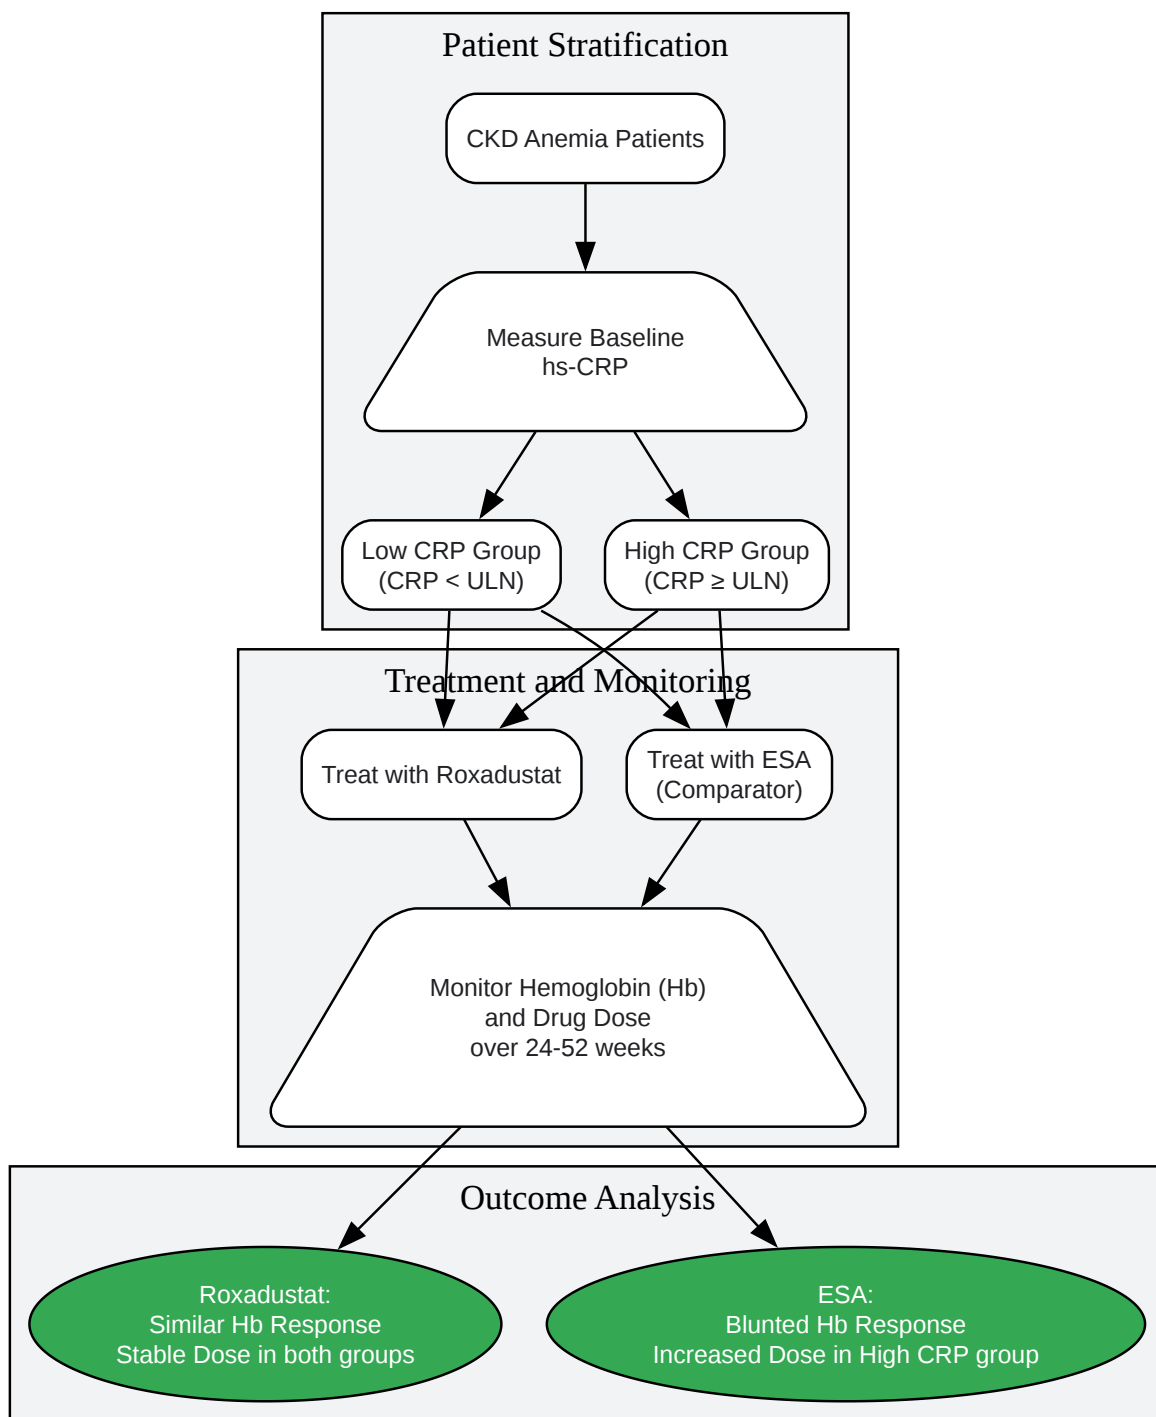 Patient Stratification
CKD Anemia Patients
Measure Baseline
hs-CRP
Low CRP Group
(CRP < ULN)
High CRP Group
(CRP ≥ ULN)
Treatment and Monitoring
Treat with Roxadustat
Treat with ESA
(Comparator)
Monitor Hemoglobin (Hb)
and Drug Dose
over 24-52 weeks
Outcome Analysis
Roxadustat:
Similar Hb Response
Stable Dose in both groups
ESA:
Blunted Hb Response
Increased Dose in High CRP group